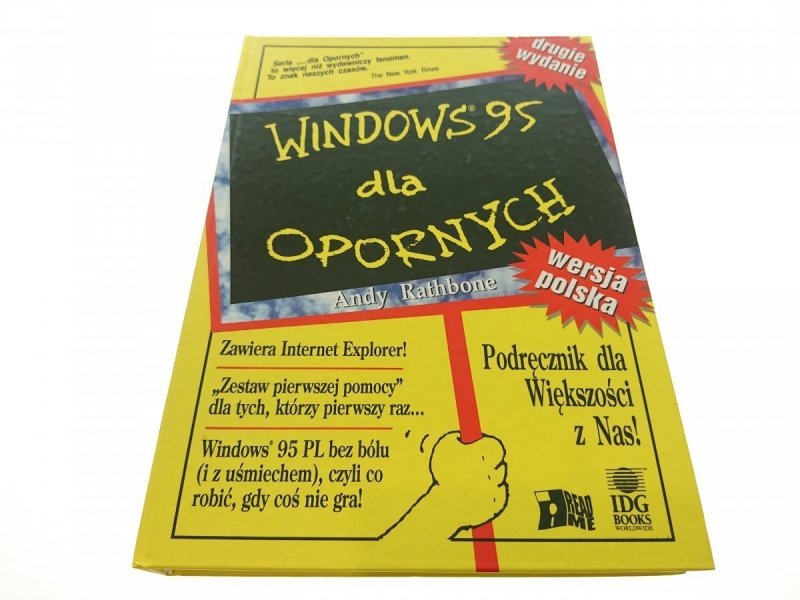 Seria „...dla Opornych"
to więcej niż wydawniczy fenomen.
To znak naszych czasów.
The New York Times
drugie
wydanie
WINDOWS® 95
dla
OPORNYCH
wersja
polska
Andy Rathbone
Zawiera Internet Explorer!
„Zestaw pierwszej pomocy”
dla tych, którzy pierwszy raz...
Windows® 95 PL bez bólu
(i z uśmiechem), czyli co
robić, gdy coś nie gra!
Podręcznik dla
Większości
z Nas!
READ
ME
IDG
BOOKS
WORLDWIDE